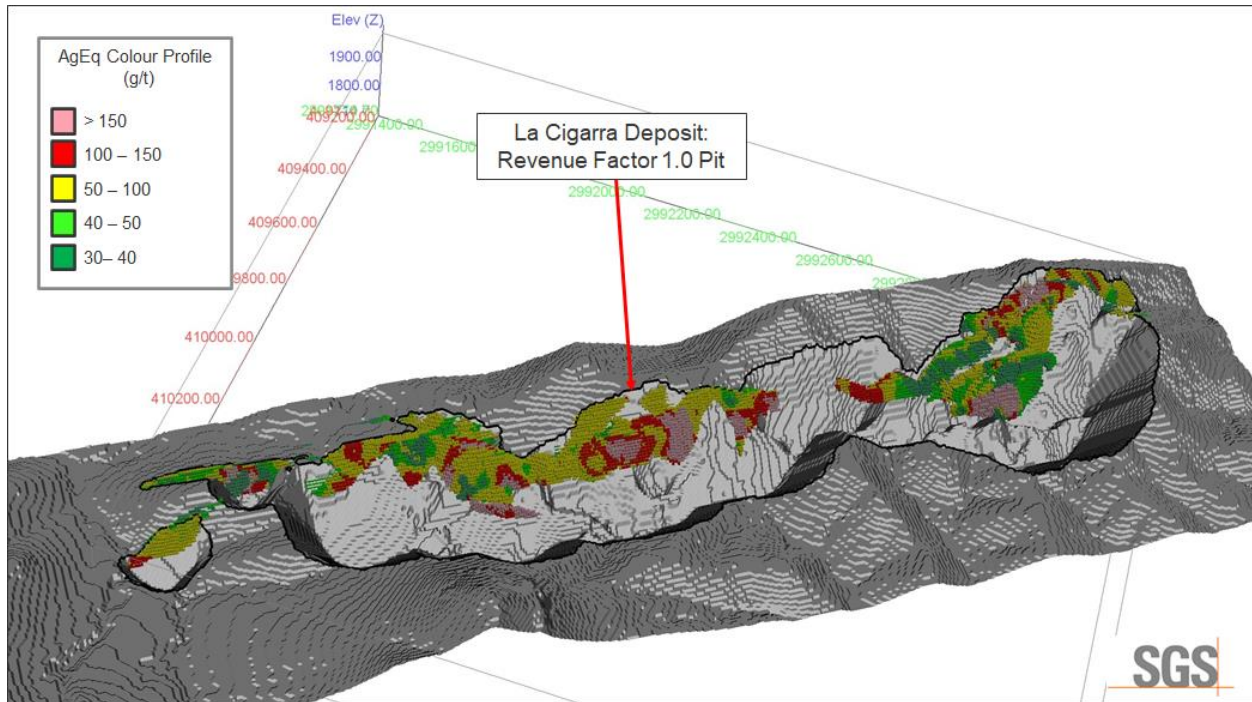 Elev (Z)
1900.00
1800.00
AgEq Colour Profile
(g/t)
> 150
100 – 150
50 – 100
40 – 50
30– 40
409200.00
409400.00
409600.00
9800.00
410000.00
410200.00
2991400.00
2991600
La Cigarra Deposit:
Revenue Factor 1.0 Pit
2992000.00
2992200.00
2992400.00
2992600.00
SGS